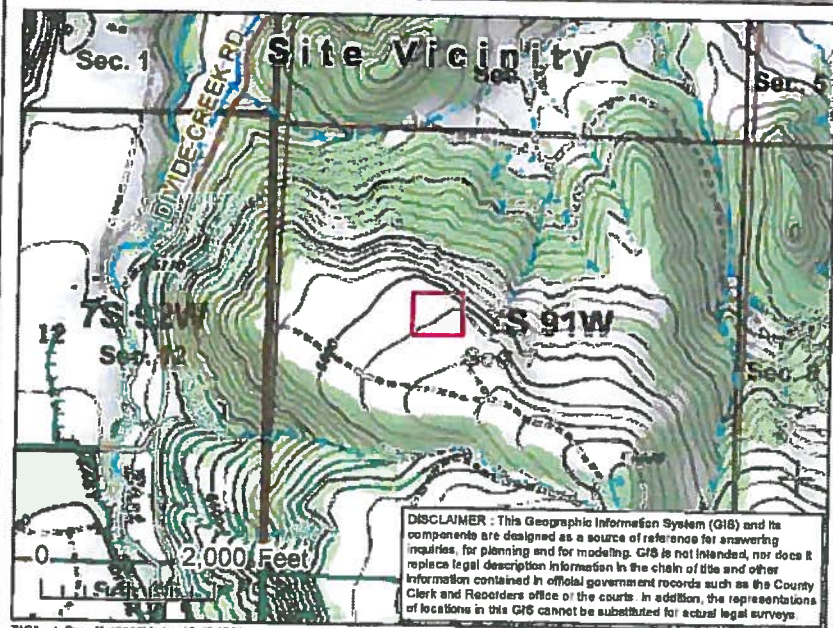 Site Vicinity
Sec. 1
Sec. 5
DIVIDE CREEK RD
12
7S 92W
Sec. 12
S 91W
Sec.
0 2,000 Feet
DISCLAIMER : This Geographic Information System (GIS) and its
components are designed as a source of reference for answering
inquiries, for planning and for modeling. GIS is not intended, nor does it
replace legal description information in the chain of title and other
information contained in official government records such as the County
Clerk and Recorders office or the courts. In addition, the representations
of locations in this GIS cannot be substituted for actual legal surveys.